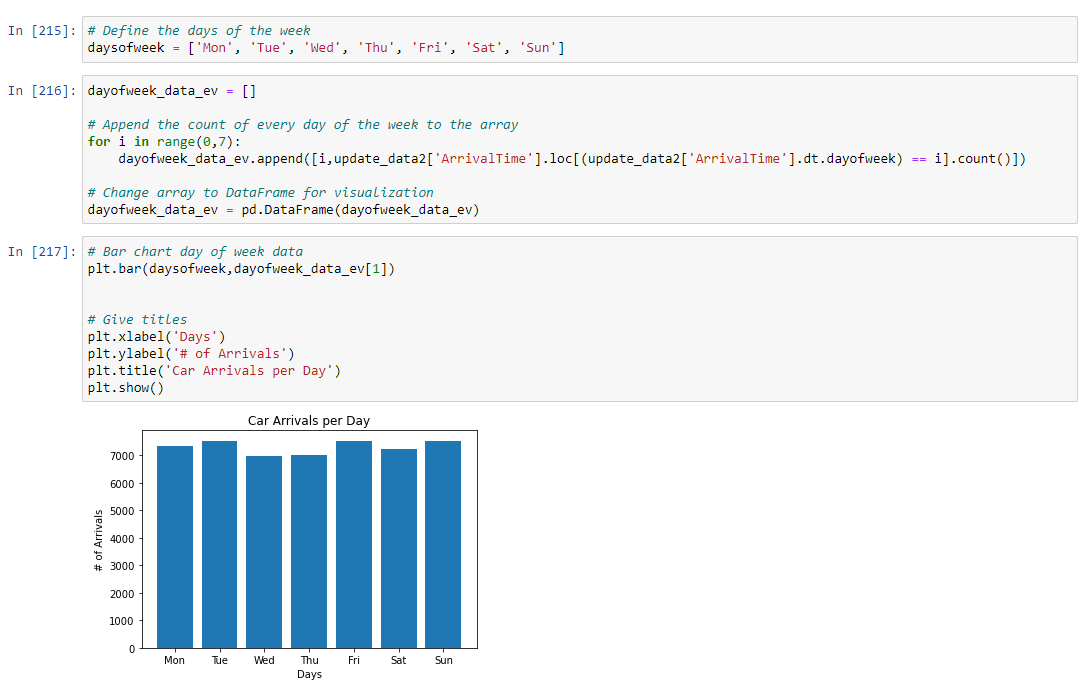 In [215]: # Define the days of the week
daysofweek = ['Mon', 'Tue', 'Wed', 'Thu', 'Fri', 'Sat', 'Sun']
In [216]: dayofweek_data_ev = []
# Append the count of every day of the week to the array
for i in range(0,7):
    dayofweek_data_ev.append([i,update_data2['ArrivalTime'].loc[(update_data2['ArrivalTime'].dt.dayofweek) == i].count()])
# Change array to DataFrame for visualization
dayofweek_data_ev = pd.DataFrame(dayofweek_data_ev)
In [217]: # Bar chart day of week data
plt.bar(daysofweek,dayofweek_data_ev[1])
# Give titles
plt.xlabel('Days')
plt.ylabel('# of Arrivals')
plt.title('Car Arrivals per Day')
plt.show()
Car Arrivals per Day
# of Arrivals
7000
6000
5000
4000
3000
2000
1000
0
Mon Tue Wed Thu Fri Sat Sun
Days